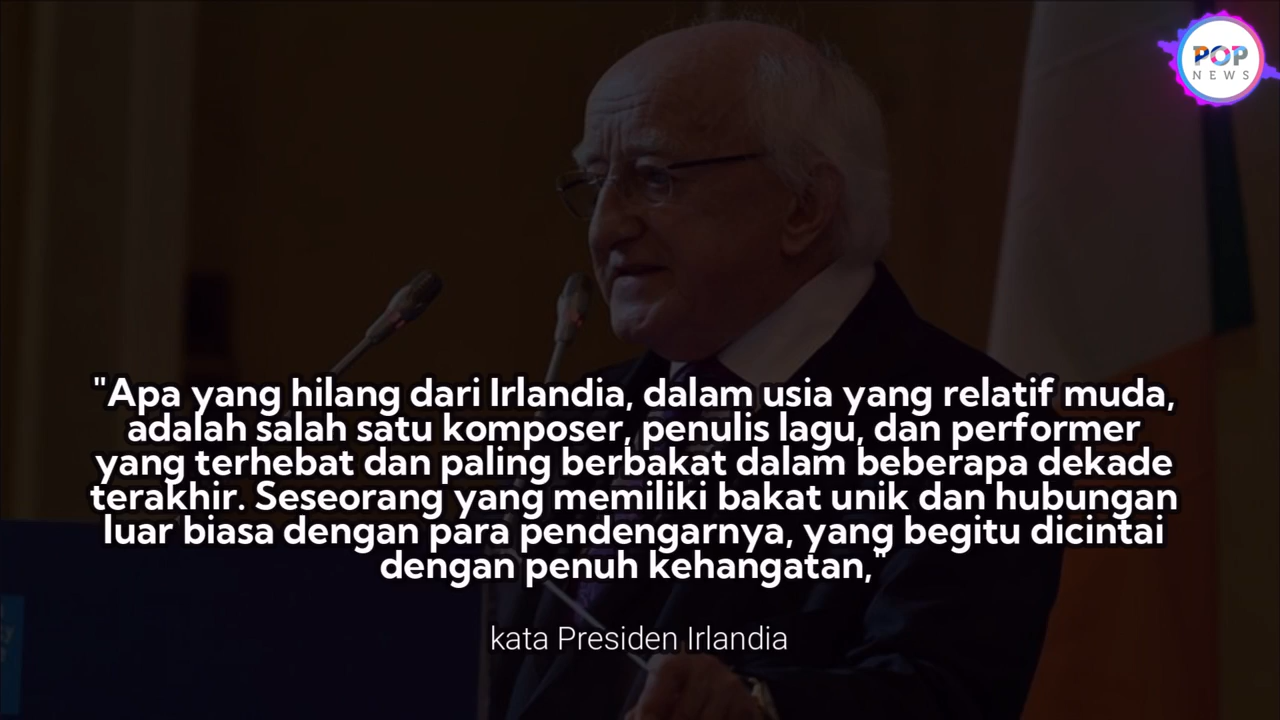 POP
NEWS
"Apa yang hilang dari Irlandia, dalam usia yang relatif muda,
adalah salah satu komposer, penulis lagu, dan performer
yang terhebat dan paling berbakat dalam beberapa dekade
terakhir. Seseorang yang memiliki bakat unik dan hubungan
luar biasa dengan para pendengarnya, yang begitu dicintai
dengan penuh kehangatan,"
kata Presiden Irlandia